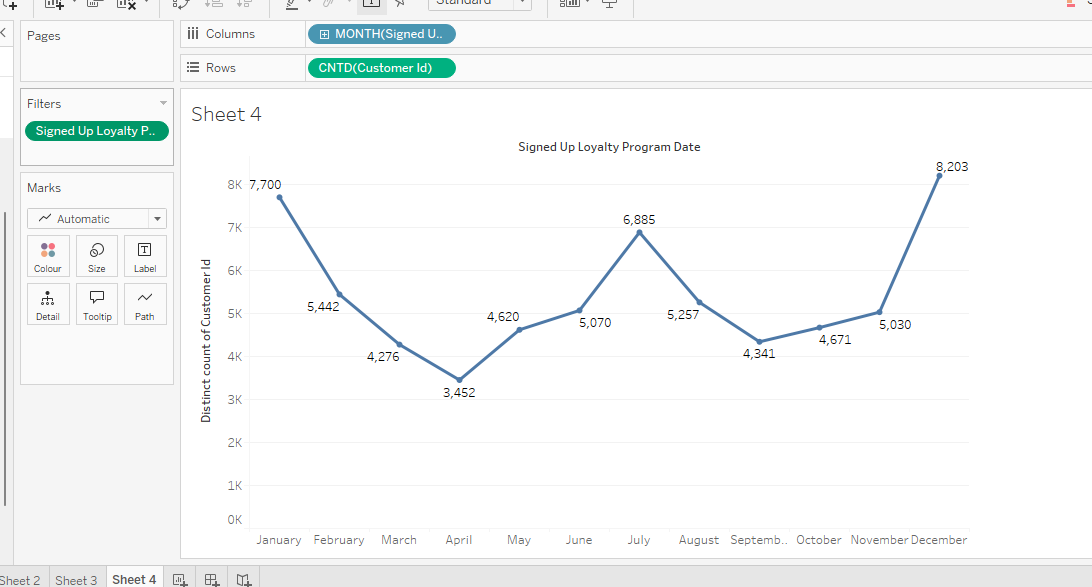 Standard
Pages
Columns
MONTH(Signed U..
Rows
CNTD(Customer Id)
Filters
Signed Up Loyalty P..
Marks
Automatic
Colour
Size
Label
Detail
Tooltip
Path
Sheet 4
Signed Up Loyalty Program Date
Distinct count of Customer Id
8K
7K
6K
5K
4K
3K
2K
1K
0K
7,700
5,442
4,276
3,452
4,620
5,070
6,885
5,257
4,341
4,671
5,030
8,203
January
February
March
April
May
June
July
August
Septemb..
October
November
December
Sheet 2
Sheet 3
Sheet 4